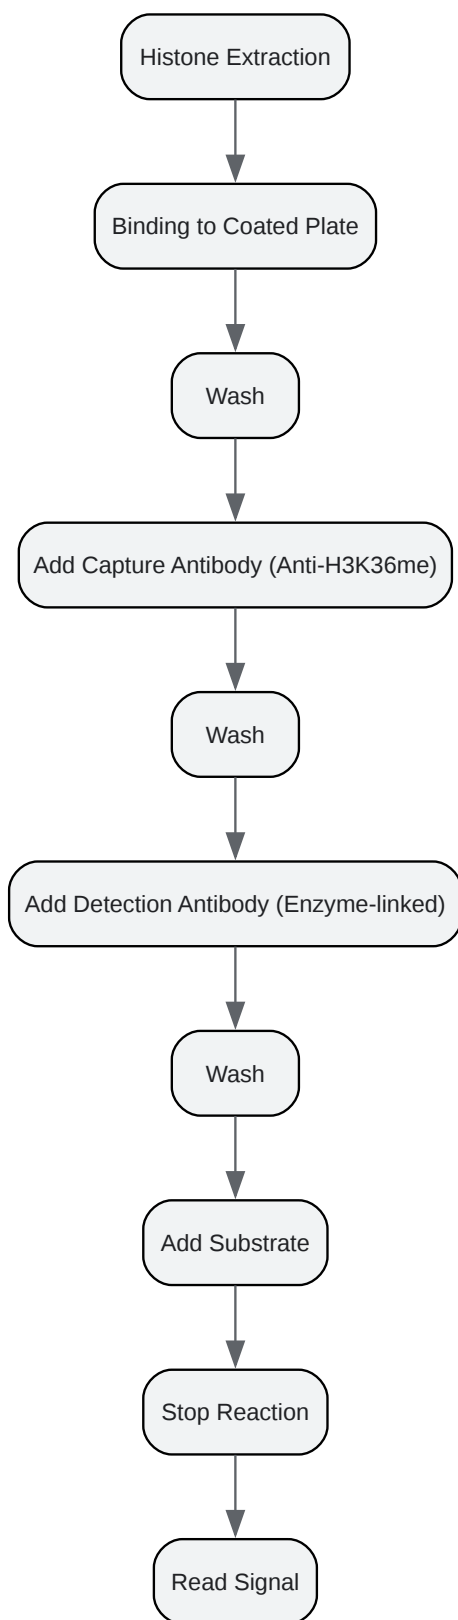 Histone Extraction
Binding to Coated Plate
Wash
Add Capture Antibody (Anti-H3K36me)
Wash
Add Detection Antibody (Enzyme-linked)
Wash
Add Substrate
Stop Reaction
Read Signal